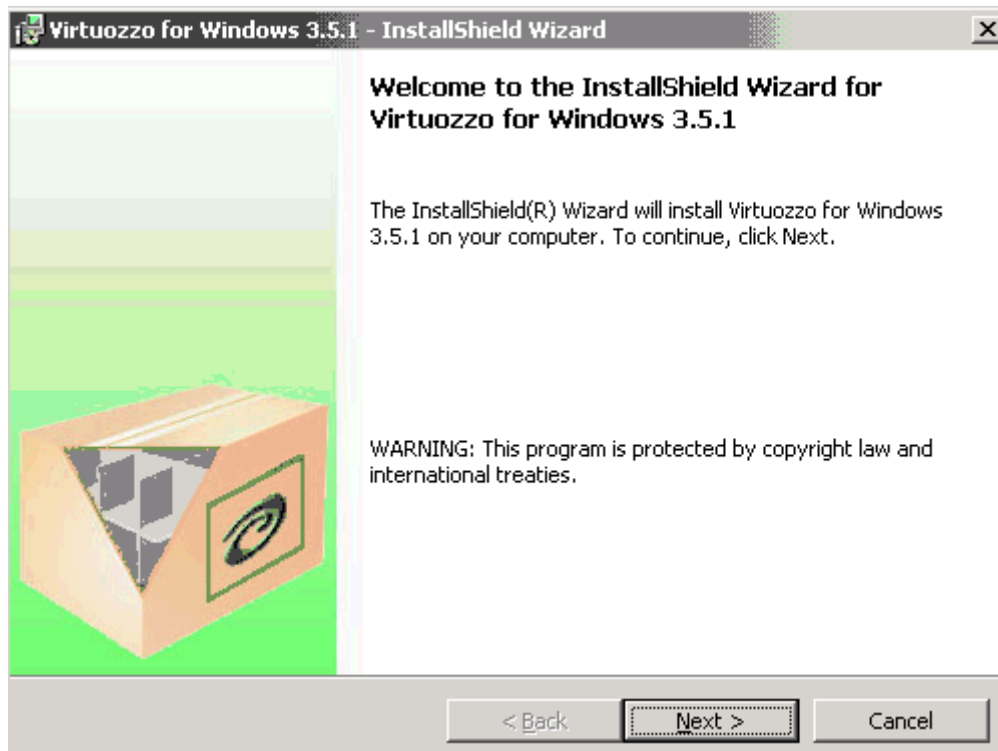 Virtuozzo for Windows 3.5.1 - InstallShield Wizard
Welcome to the InstallShield Wizard for
Virtuozzo for Windows 3.5.1
The InstallShield(R) Wizard will install Virtuozzo for Windows
3.5.1 on your computer. To continue, click Next.
WARNING: This program is protected by copyright law and
international treaties.
< Back
Next >
Cancel